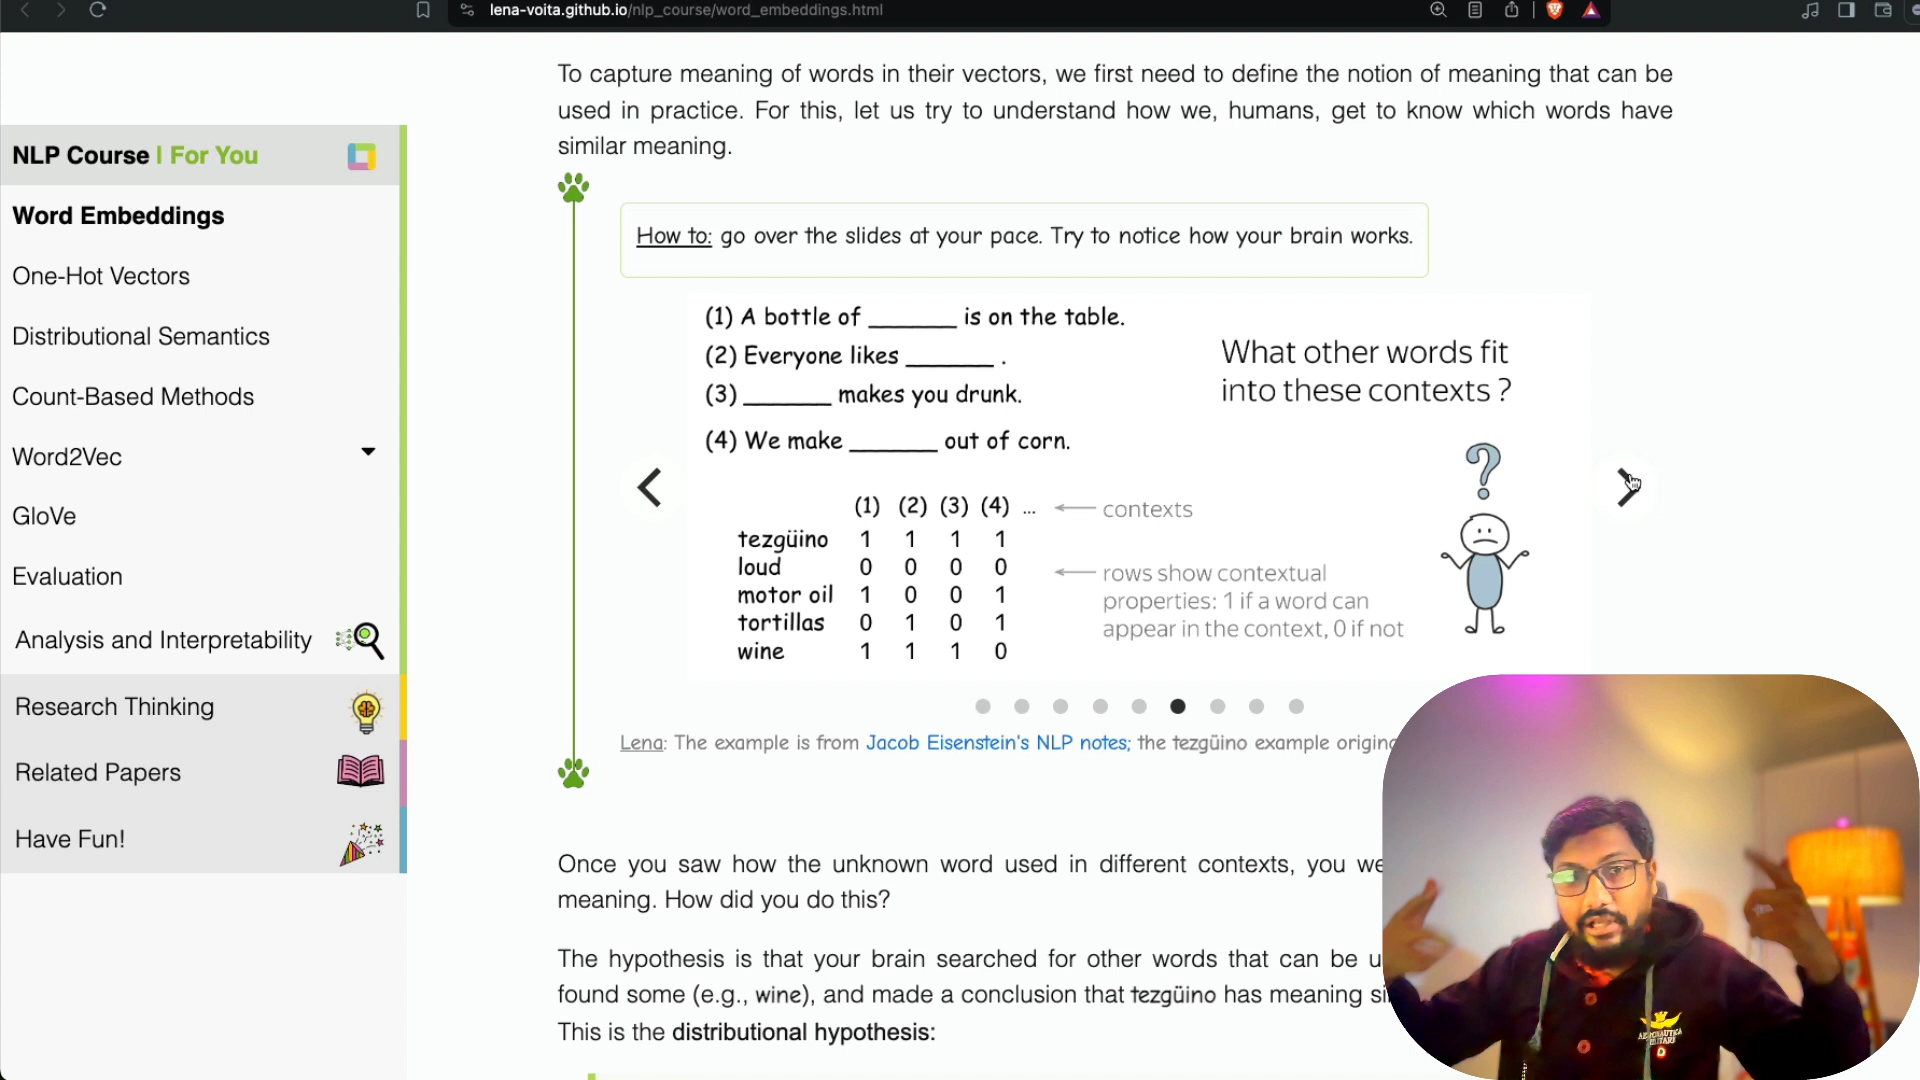 lena-voita.github.io/nlp_course/word_embeddings.html
To capture meaning of words in their vectors, we first need to define the notion of meaning that can be
used in practice. For this, let us try to understand how we, humans, get to know which words have
similar meaning.
NLP Course | For You
Word Embeddings
One-Hot Vectors
Distributional Semantics
Count-Based Methods
Word2Vec
GloVe
Evaluation
Analysis and Interpretability
Research Thinking
Related Papers
Have Fun!
How to: go over the slides at your pace. Try to notice how your brain works.
(1) A bottle of ______ is on the table.
(2) Everyone likes ______ .
(3) ______ makes you drunk.
(4) We make ______ out of corn.
What other words fit
into these contexts ?
?
(1) (2) (3) (4) ... contexts
tezgüino 1 1 1 1
loud 0 0 0 0
motor oil 1 0 0 1
tortillas 0 1 0 1
wine 1 1 1 0
rows show contextual
properties: 1 if a word can
appear in the context, 0 if not
Lena: The example is from Jacob Eisenstein's NLP notes; the tezgüino example
Once you saw how the unknown word used in different contexts, you
meaning. How did you do this?
The hypothesis is that your brain searched for other words that can be
found some (e.g., wine), and made a conclusion that tezgüino has meaning
This is the distributional hypothesis: